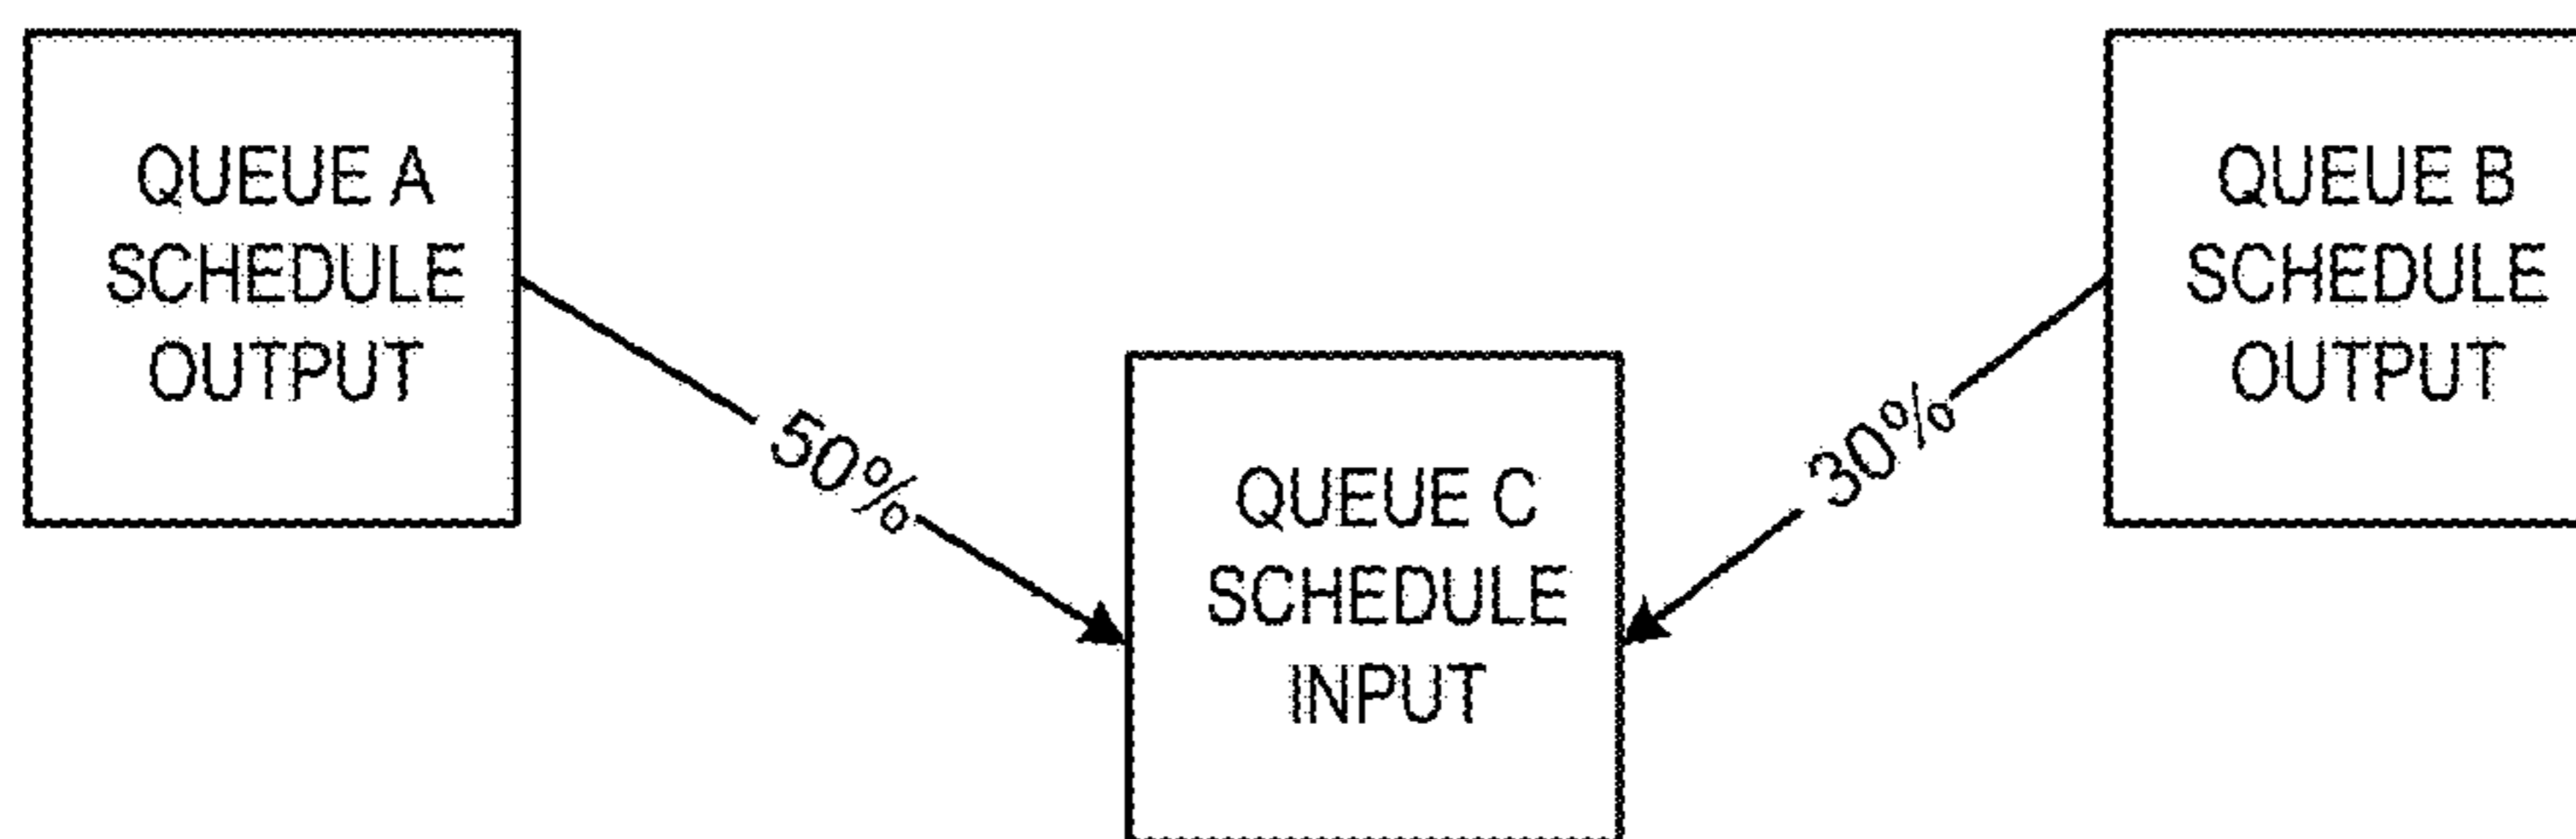 QUEUE A
SCHEDULE
OUTPUT
50%
QUEUE C
SCHEDULE
INPUT
30%
QUEUE B
SCHEDULE
OUTPUT